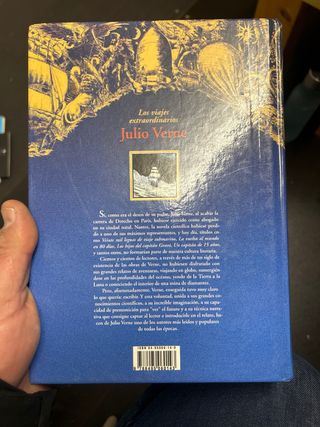 Los viajes
extraordinarios
Julio Verne
Si, como era el deseo de su padre, Julio Verne, al acabar la
carrera de Derecho en París, hubiese ejercido como abogado
en su ciudad natal, Nantes, la novela científica hubiese perdi-
do a uno de sus máximos representantes, y hoy día, títulos co-
mo Veinte mil leguas de viaje submarino, La vuelta al mundo
en 80 días, Los hijos del capitán Grant, Un capitán de 15 años,
y tantos otros, no formarían parte de nuestra cultura literaria.
Cientos y cientos de lectores, a través de más de un siglo de
existencia de las obras de Verne, no hubiesen disfrutado con
sus grandes relatos de aventuras, viajando en globo, sumergién-
dose en las profundidades del océano, yendo de la Tierra a la
Luna o conociendo el interior de una mina de diamantes.
Pero, afortunadamente, Verne, enseguida tuvo muy claro
lo que quería: escribir. Y esta voluntad, unida a sus grandes co-
nocimientos científicos, a su increíble imaginación, a su capaci-
dad de premonición para "ver" el futuro y a su técnica narra-
tiva que consigue captar al lector e introducirle en el relato, ha-
cen de Julio Verne uno de los autores más leídos y populares
de todas las épocas.